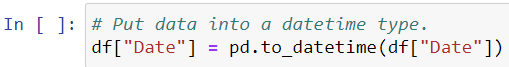 In [ ]: # Put data into a datetime type.
df["Date"] = pd.to_datetime(df["Date"])